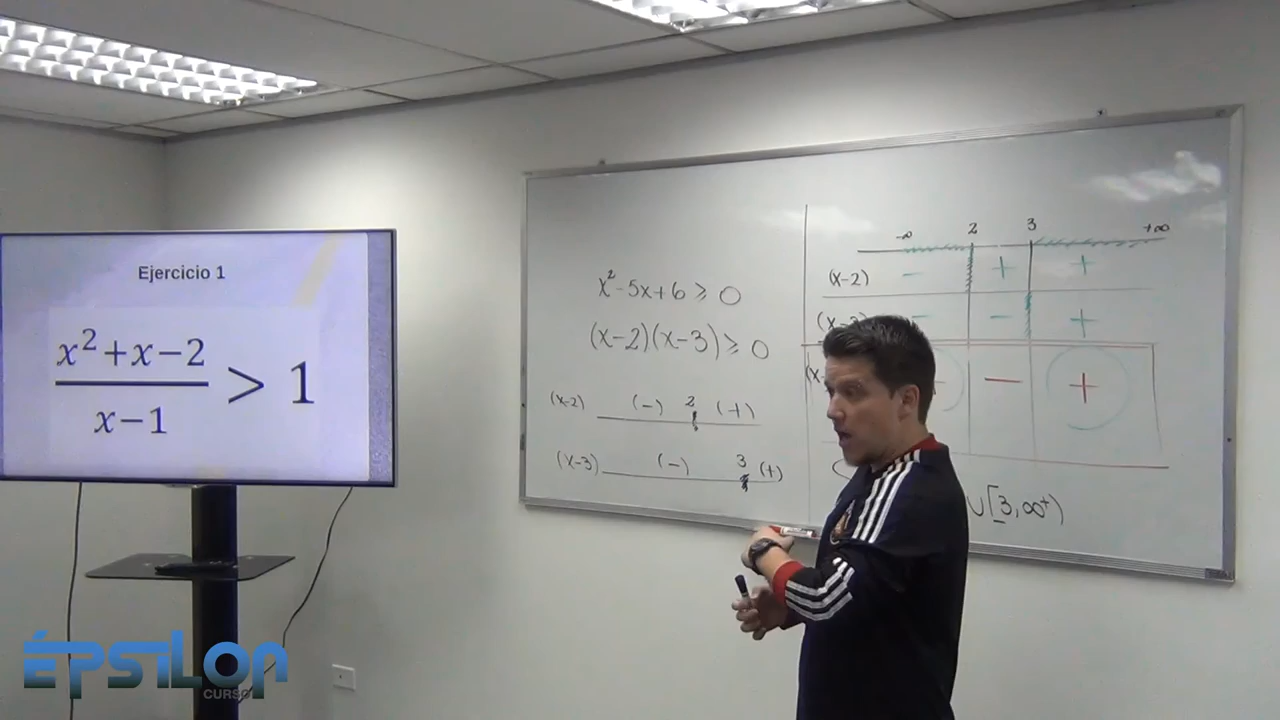 Ejercicio 1
x²+x−2
x−1
> 1
ÉPSILON
CURSO
x²-5x+6 ≥ 0
(x-2)(x-3) ≥ 0
(x-2) (-) 2 (+)
(x-3) (-) 3 (+)
-∞ 2 3 +∞
(x-2) - + +
- - +
- +
∪[3,∞+)